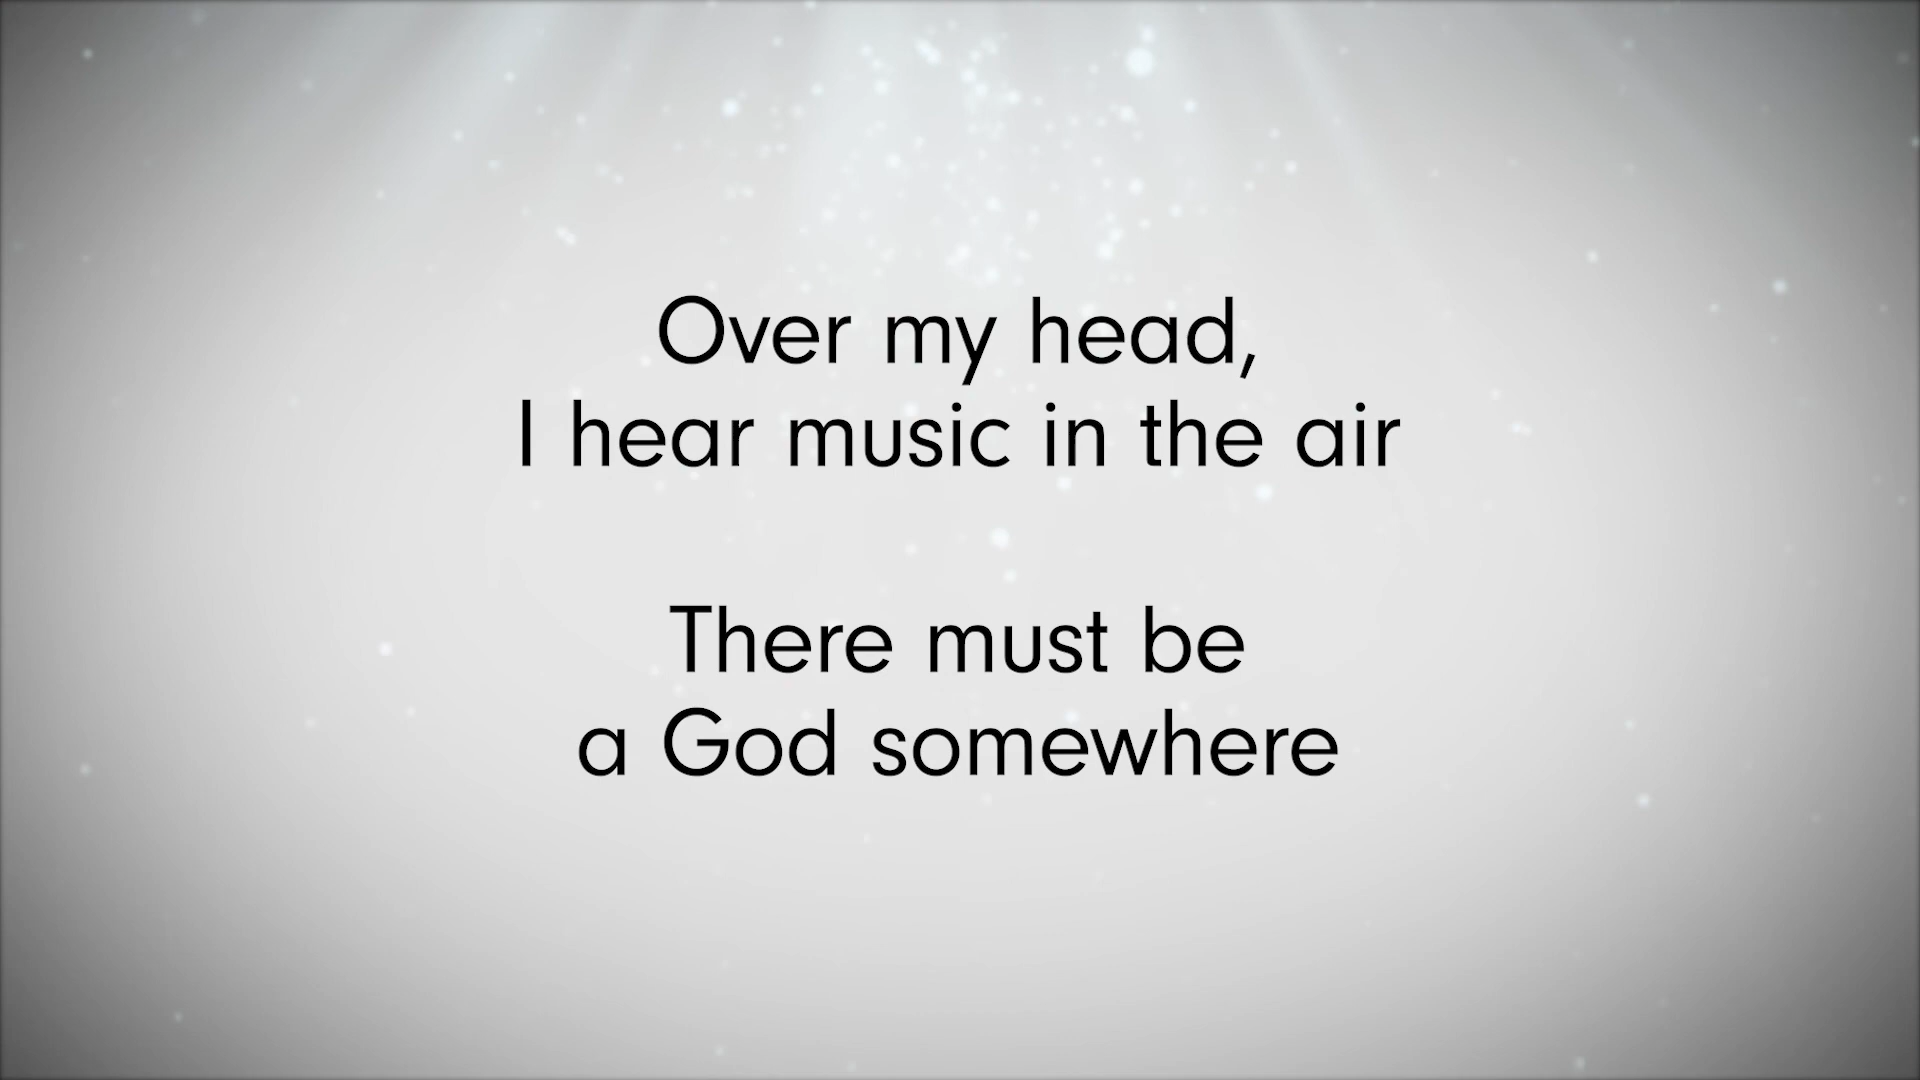 Over my head,
I hear music in the air
There must be
a God somewhere